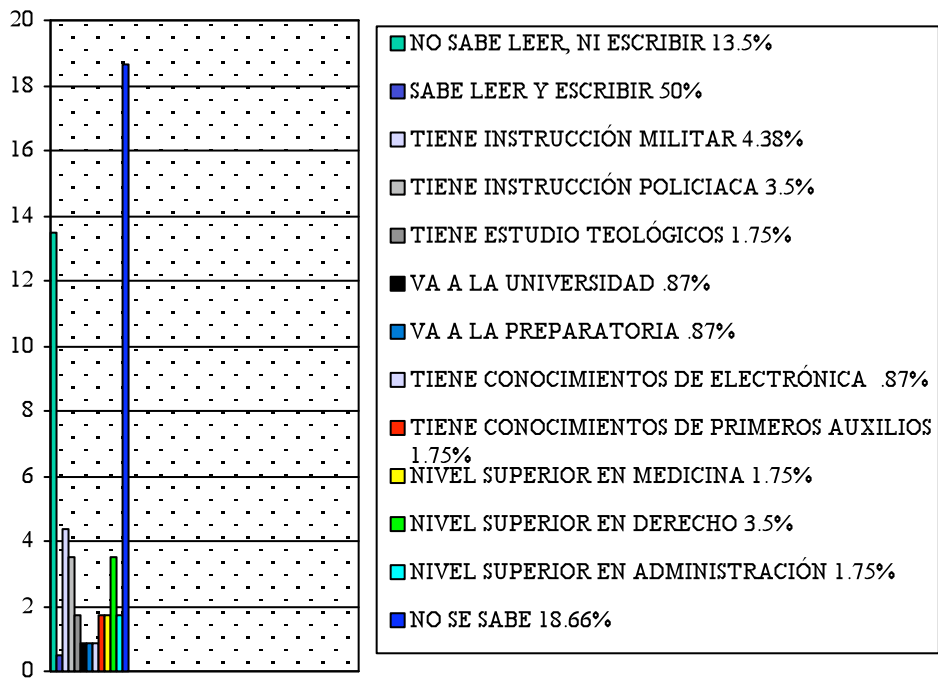 20
18
16
14
12
10
8
6
4
2
0
NO SABE LEER, NI ESCRIBIR 13.5%
SABE LEER Y ESCRIBIR 50%
TIENE INSTRUCCIÓN MILITAR 4.38%
TIENE INSTRUCCIÓN POLICIACA 3.5%
TIENE ESTUDIO TEOLÓGICOS 1.75%
VA A LA UNIVERSIDAD .87%
VA A LA PREPARATORIA .87%
TIENE CONOCIMIENTOS DE ELECTRÓNICA .87%
TIENE CONOCIMIENTOS DE PRIMEROS AUXILIOS
1.75%
NIVEL SUPERIOR EN MEDICINA 1.75%
NIVEL SUPERIOR EN DERECHO 3.5%
NIVEL SUPERIOR EN ADMINISTRACIÓN 1.75%
NO SE SABE 18.66%